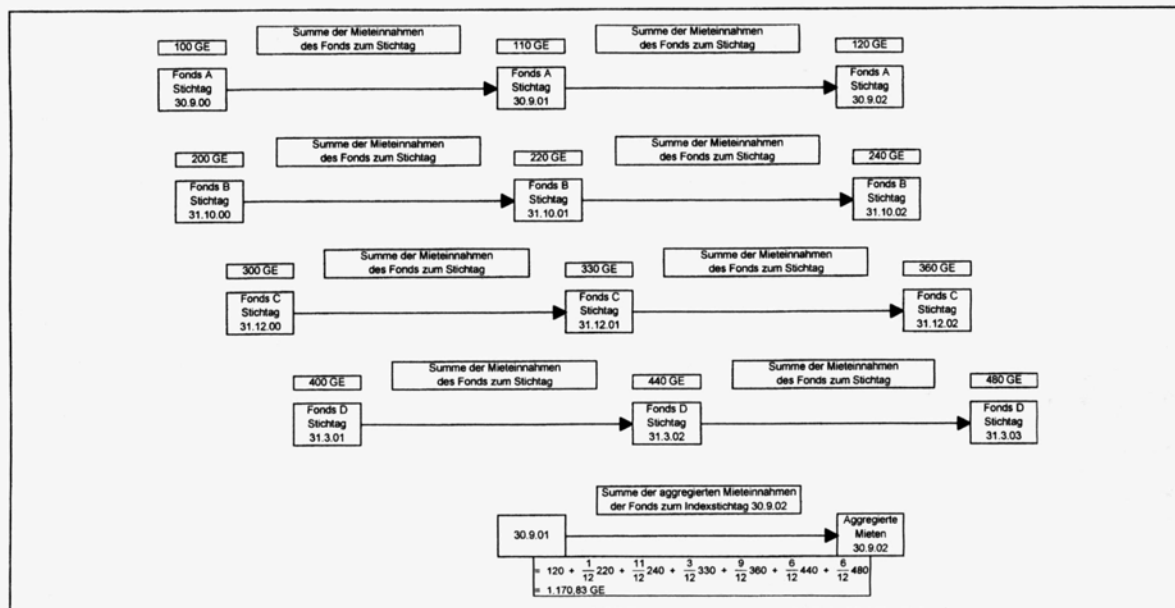 Summe der Mieteinnahmen
des Fonds zum Stichtag
Summe der Mieteinnahmen
des Fonds zum Stichtag
100 GE
110 GE
120 GE
Fonds A
Stichtag
30.9.00
Fonds A
Stichtag
30.9.01
Fonds A
Stichtag
30.9.02
Summe der Mieteinnahmen
des Fonds zum Stichtag
Summe der Mieteinnahmen
des Fonds zum Stichtag
200 GE
220 GE
240 GE
Fonds B
Stichtag
31.10.00
Fonds B
Stichtag
31.10.01
Fonds B
Stichtag
31.10.02
Summe der Mieteinnahmen
des Fonds zum Stichtag
Summe der Mieteinnahmen
des Fonds zum Stichtag
300 GE
330 GE
360 GE
Fonds C
Stichtag
31.12.00
Fonds C
Stichtag
31.12.01
Fonds C
Stichtag
31.12.02
Summe der Mieteinnahmen
des Fonds zum Stichtag
Summe der Mieteinnahmen
des Fonds zum Stichtag
400 GE
440 GE
480 GE
Fonds D
Stichtag
31.3.01
Fonds D
Stichtag
31.3.02
Fonds D
Stichtag
31.3.03
Summe der aggregierten Mieteinnahmen
der Fonds zum Indexstichtag 30.9.02
30.9.01
Aggregierte
Mieten
30.9.02
= 120 + 1/12 220 + 11/12 240 + 3/12 330 + 9/12 360 + 6/12 440 + 6/12 480
= 1.170,83 GE